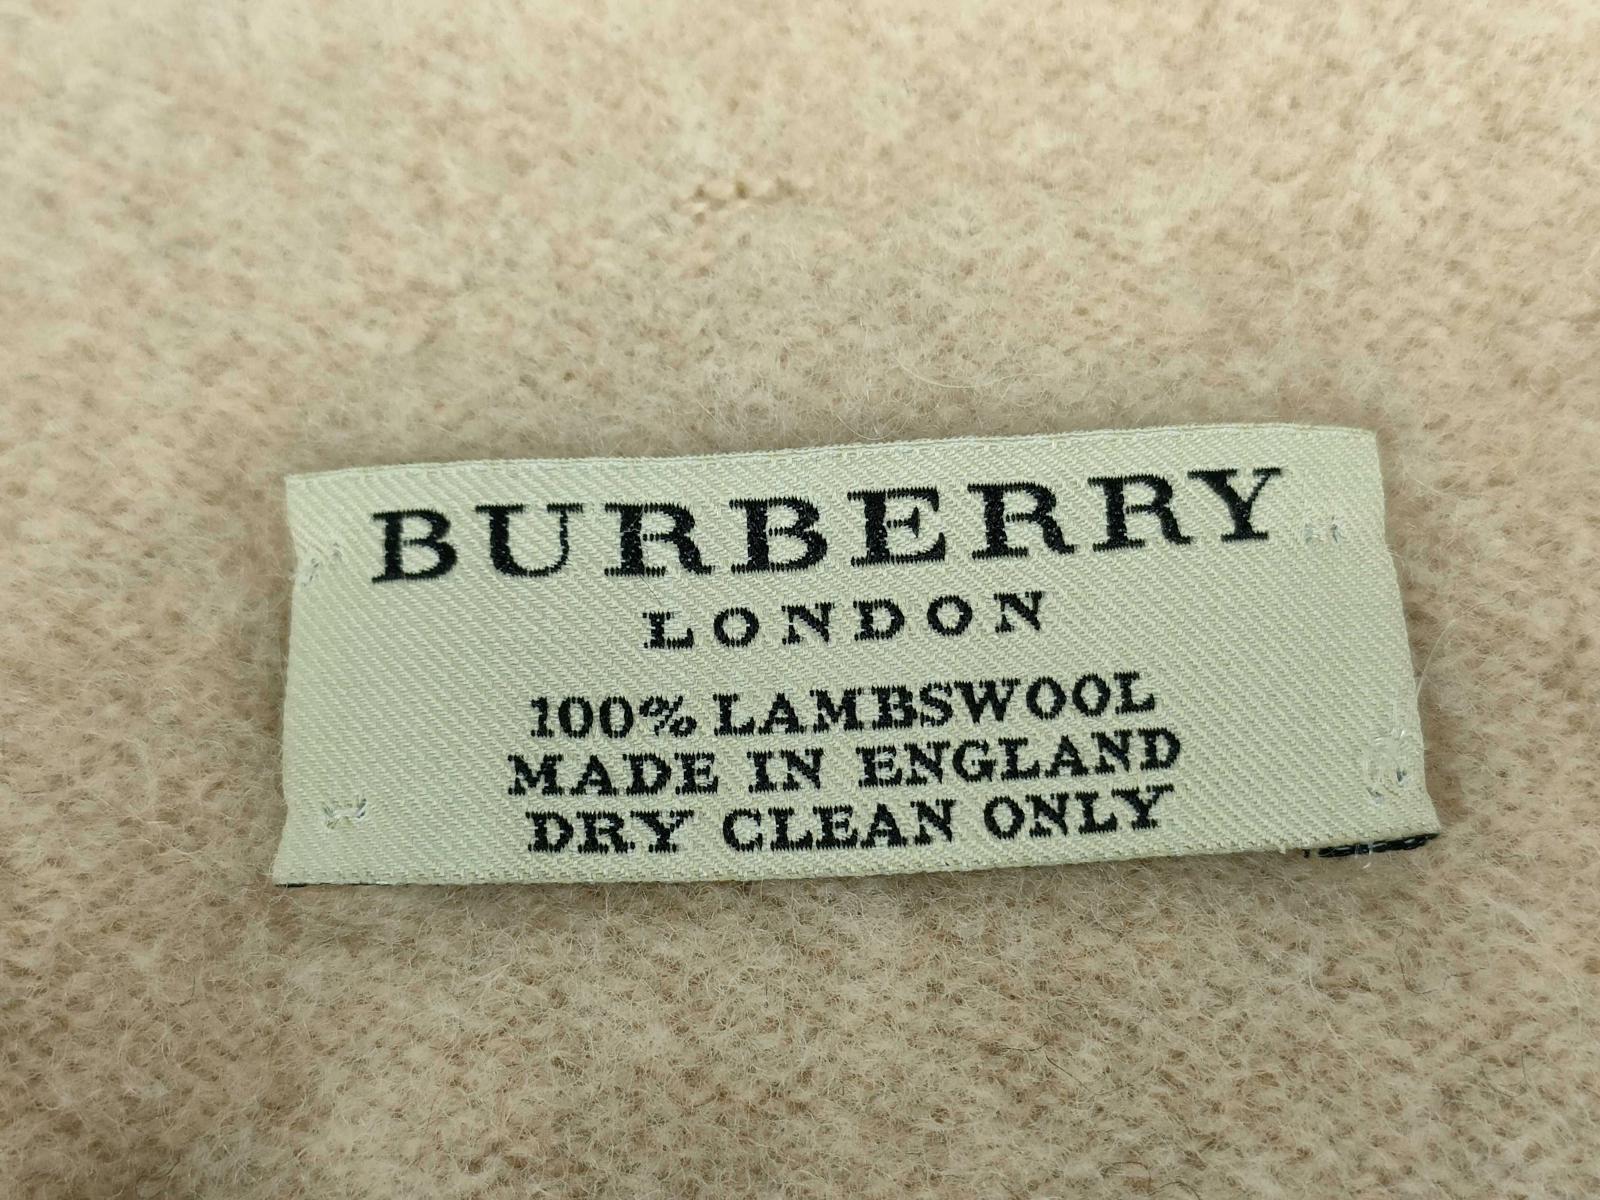 BURBERRY
LONDON
100% LAMBSWOOL
MADE IN ENGLAND
DRY CLEAN ONLY